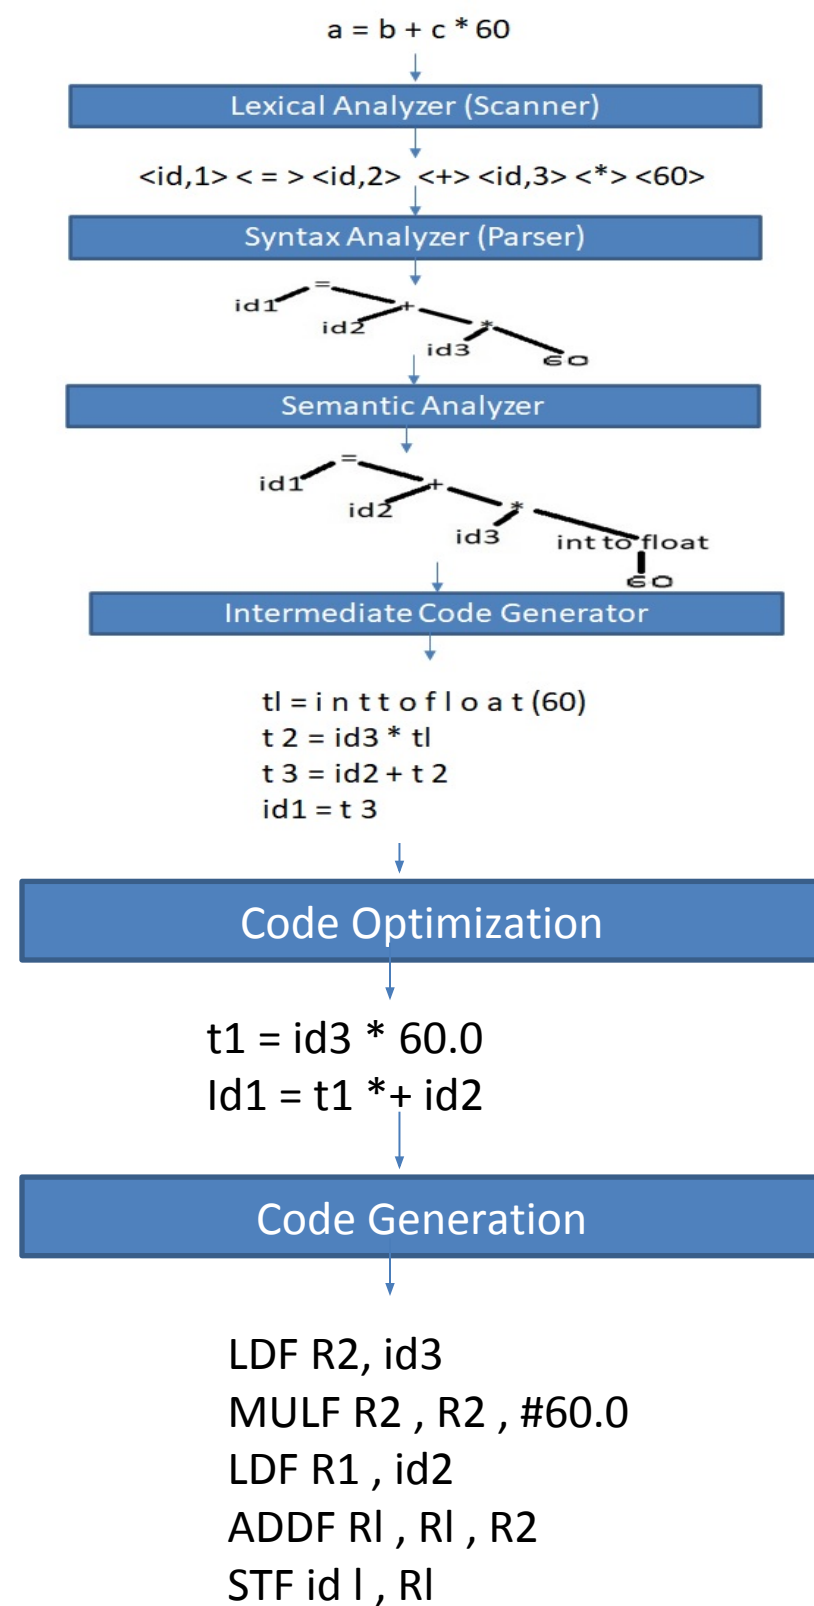 a = b + c * 60
Lexical Analyzer (Scanner)
<id,1> < = > <id,2> <+> <id,3> <*> <60>
Syntax Analyzer (Parser)
=
id1
+
id2
*
id3
60
Semantic Analyzer
=
id1
+
id2
*
id3
int to float
60
Intermediate Code Generator
tl = i n t t o f l o a t (60)
t 2 = id3 * tl
t 3 = id2 + t 2
id1 = t 3
Code Optimization
t1 = id3 * 60.0
Id1 = t1 *+ id2
Code Generation
LDF R2, id3
MULF R2 , R2 , #60.0
LDF R1 , id2
ADDF Rl , Rl , R2
STF id l , Rl